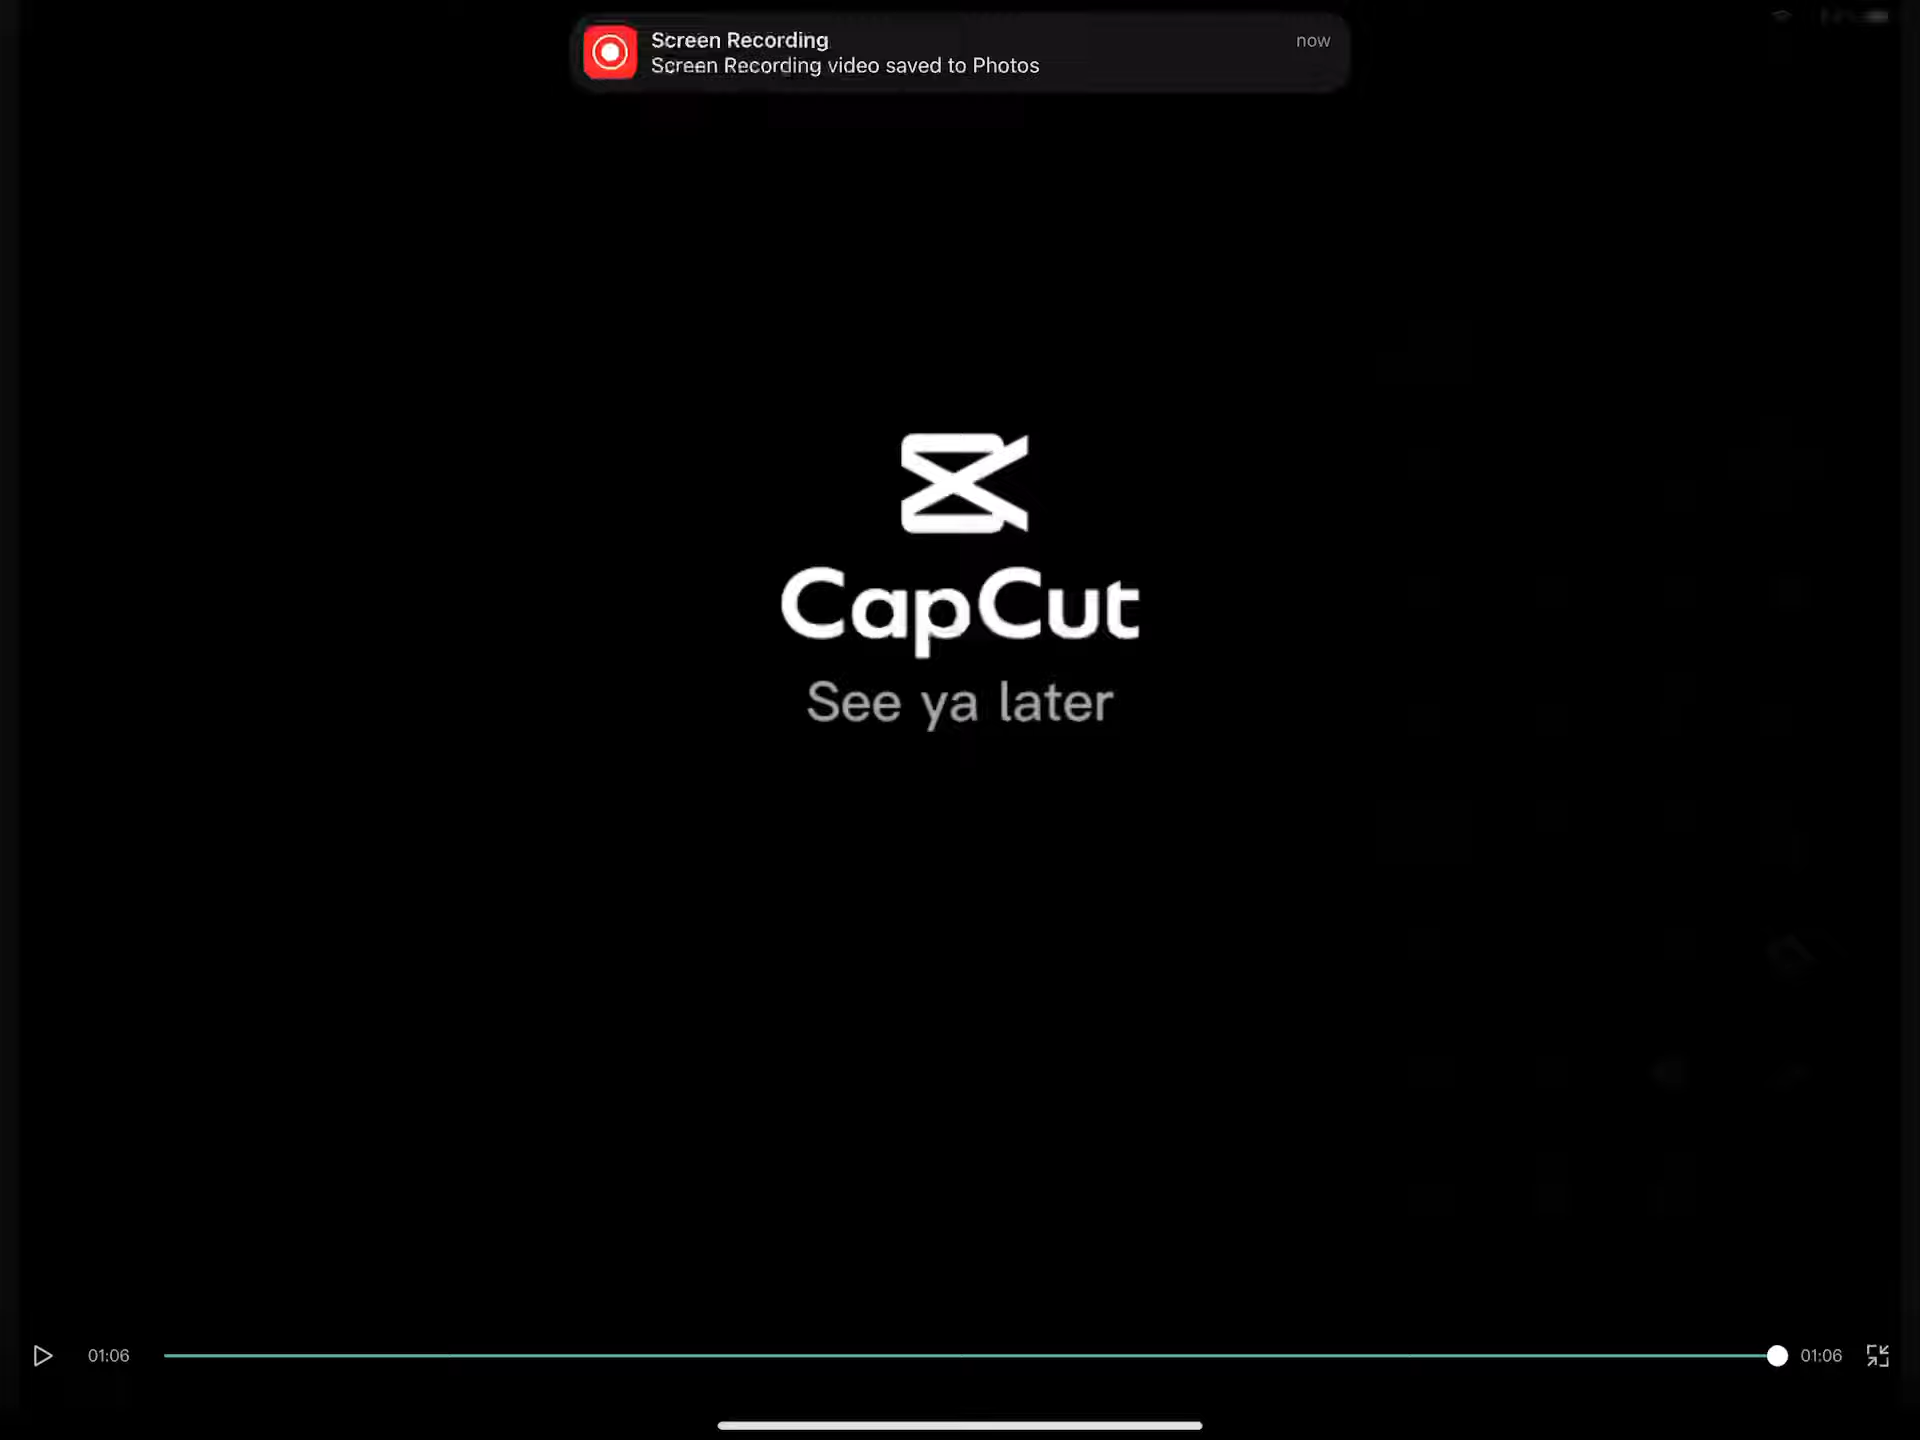 Screen Recording
now
Screen Recording video saved to Photos
CapCut
See ya later
01:06
01:06